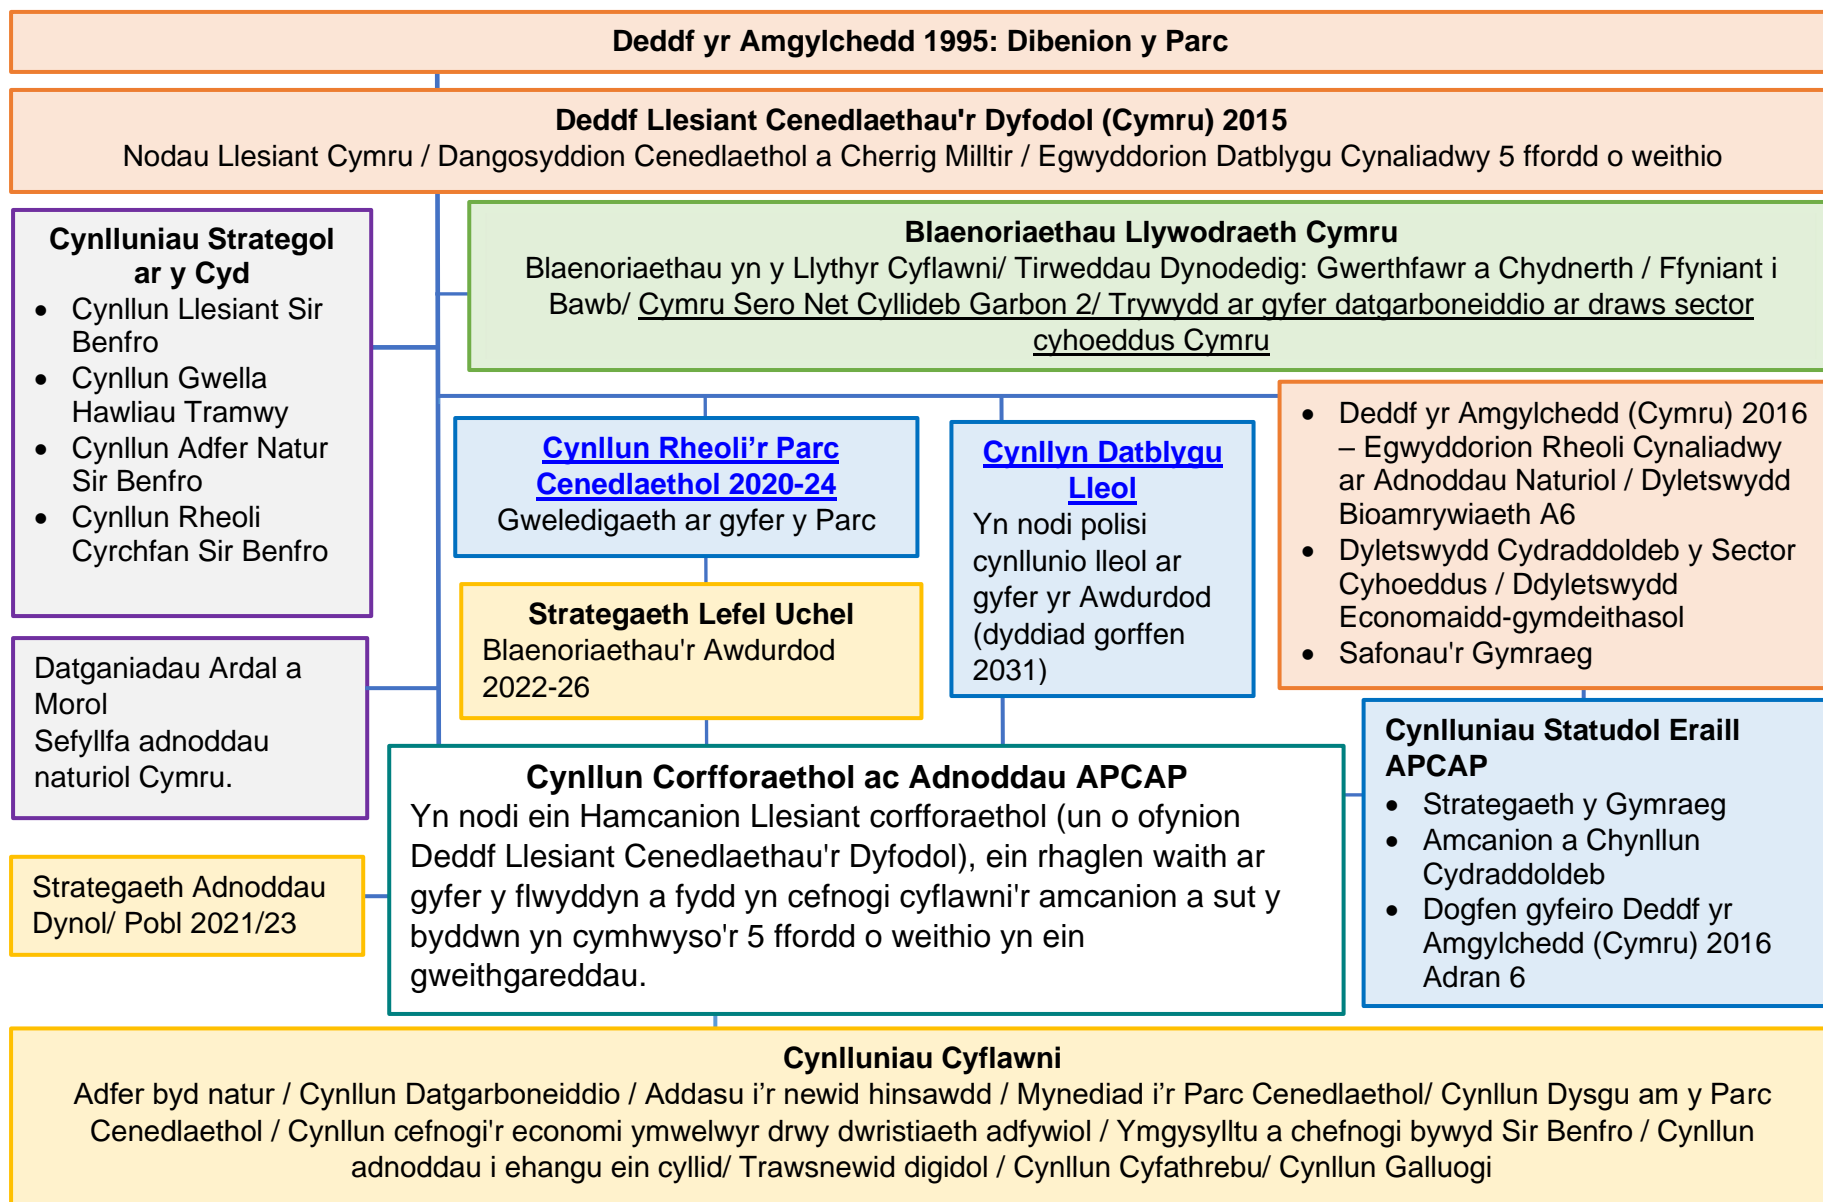 Deddf yr Amgylchedd 1995: Dibenion y Parc
Deddf Llesiant Cenedlaethau'r Dyfodol (Cymru) 2015
Nodau Llesiant Cymru / Dangosyddion Cenedlaethol a Cherrig Milltir / Egwyddorion Datblygu Cynaliadwy 5 ffordd o weithio
Cynlluniau Strategol
ar y Cyd
• Cynllun Llesiant Sir
Benfro
• Cynllun Gwella
Hawliau Tramwy
• Cynllun Adfer Natur
Sir Benfro
• Cynllun Rheoli
Cyrchfan Sir Benfro
Blaenoriaethau Llywodraeth Cymru
Blaenoriaethau yn y Llythyr Cyflawni/ Tirweddau Dynodedig: Gwerthfawr a Chydnerth / Ffyniant i
Bawb/ Cymru Sero Net Cyllideb Garbon 2/ Trywydd ar gyfer datgarboneiddio ar draws sector
cyhoeddus Cymru
Cynllun Rheoli’r Parc
Cenedlaethol 2020-24
Gweledigaeth ar gyfer y Parc
Cynllyn Datblygu
Lleol
Yn nodi polisi
cynllunio lleol ar
gyfer yr Awdurdod
(dyddiad gorffen
2031)
• Deddf yr Amgylchedd (Cymru) 2016
– Egwyddorion Rheoli Cynaliadwy
ar Adnoddau Naturiol / Dyletswydd
Bioamrywiaeth A6
• Dyletswydd Cydraddoldeb y Sector
Cyhoeddus / Ddyletswydd
Economaidd-gymdeithasol
• Safonau'r Gymraeg
Strategaeth Lefel Uchel
Blaenoriaethau'r Awdurdod
2022-26
Datganiadau Ardal a
Morol
Sefyllfa adnoddau
naturiol Cymru.
Cynllun Corfforaethol ac Adnoddau APCAP
Yn nodi ein Hamcanion Llesiant corfforaethol (un o ofynion
Deddf Llesiant Cenedlaethau'r Dyfodol), ein rhaglen waith ar
gyfer y flwyddyn a fydd yn cefnogi cyflawni'r amcanion a sut y
byddwn yn cymhwyso'r 5 ffordd o weithio yn ein
gweithgareddau.
Cynlluniau Statudol Eraill
APCAP
• Strategaeth y Gymraeg
• Amcanion a Chynllun
Cydraddoldeb
• Dogfen gyfeiro Deddf yr
Amgylchedd (Cymru) 2016
Adran 6
Strategaeth Adnoddau
Dynol/ Pobl 2021/23
Cynlluniau Cyflawni
Adfer byd natur / Cynllun Datgarboneiddio / Addasu i’r newid hinsawdd / Mynediad i’r Parc Cenedlaethol/ Cynllun Dysgu am y Parc
Cenedlaethol / Cynllun cefnogi'r economi ymwelwyr drwy dwristiaeth adfywiol / Ymgysylltu a chefnogi bywyd Sir Benfro / Cynllun
adnoddau i ehangu ein cyllid/ Trawsnewid digidol / Cynllun Cyfathrebu/ Cynllun Galluogi